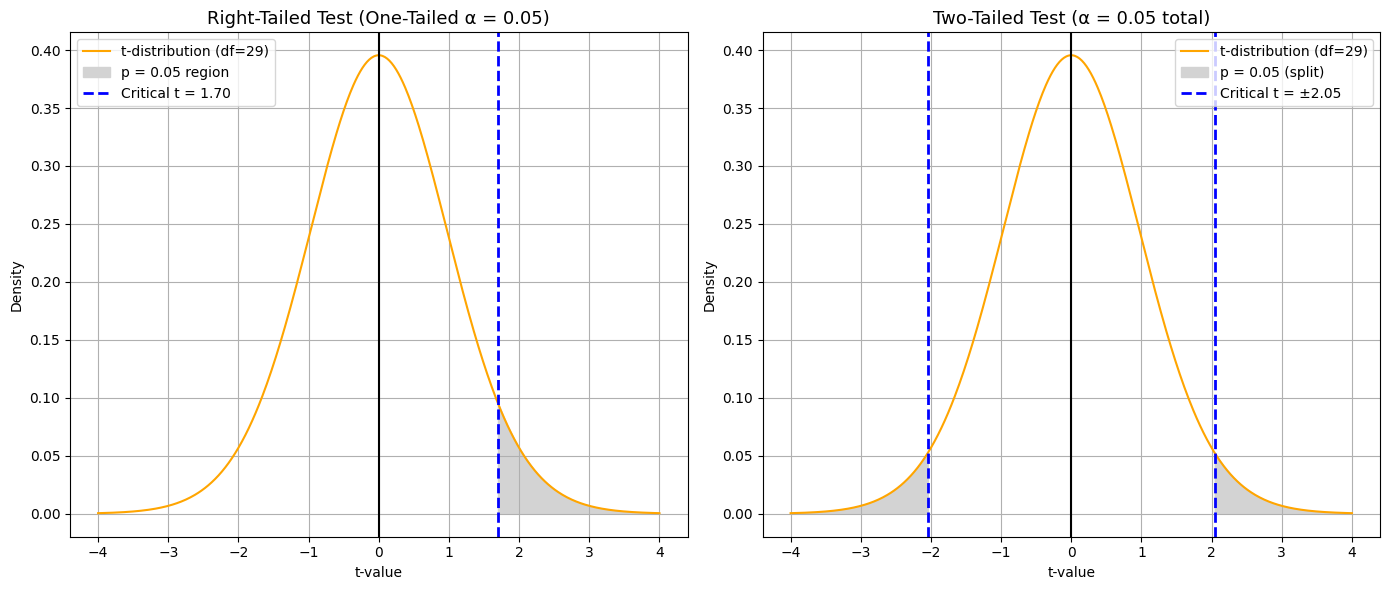 Right-Tailed Test (One-Tailed α = 0.05)
t-distribution (df=29)
p = 0.05 region
Critical t = 1.70
0.40
0.35
0.30
0.25
0.20
0.15
0.10
0.05
0.00
Density
−4 −3 −2 −1 0 1 2 3 4
t-value
Two-Tailed Test (α = 0.05 total)
t-distribution (df=29)
p = 0.05 (split)
Critical t = ±2.05
0.40
0.35
0.30
0.25
0.20
0.15
0.10
0.05
0.00
Density
−4 −3 −2 −1 0 1 2 3 4
t-value